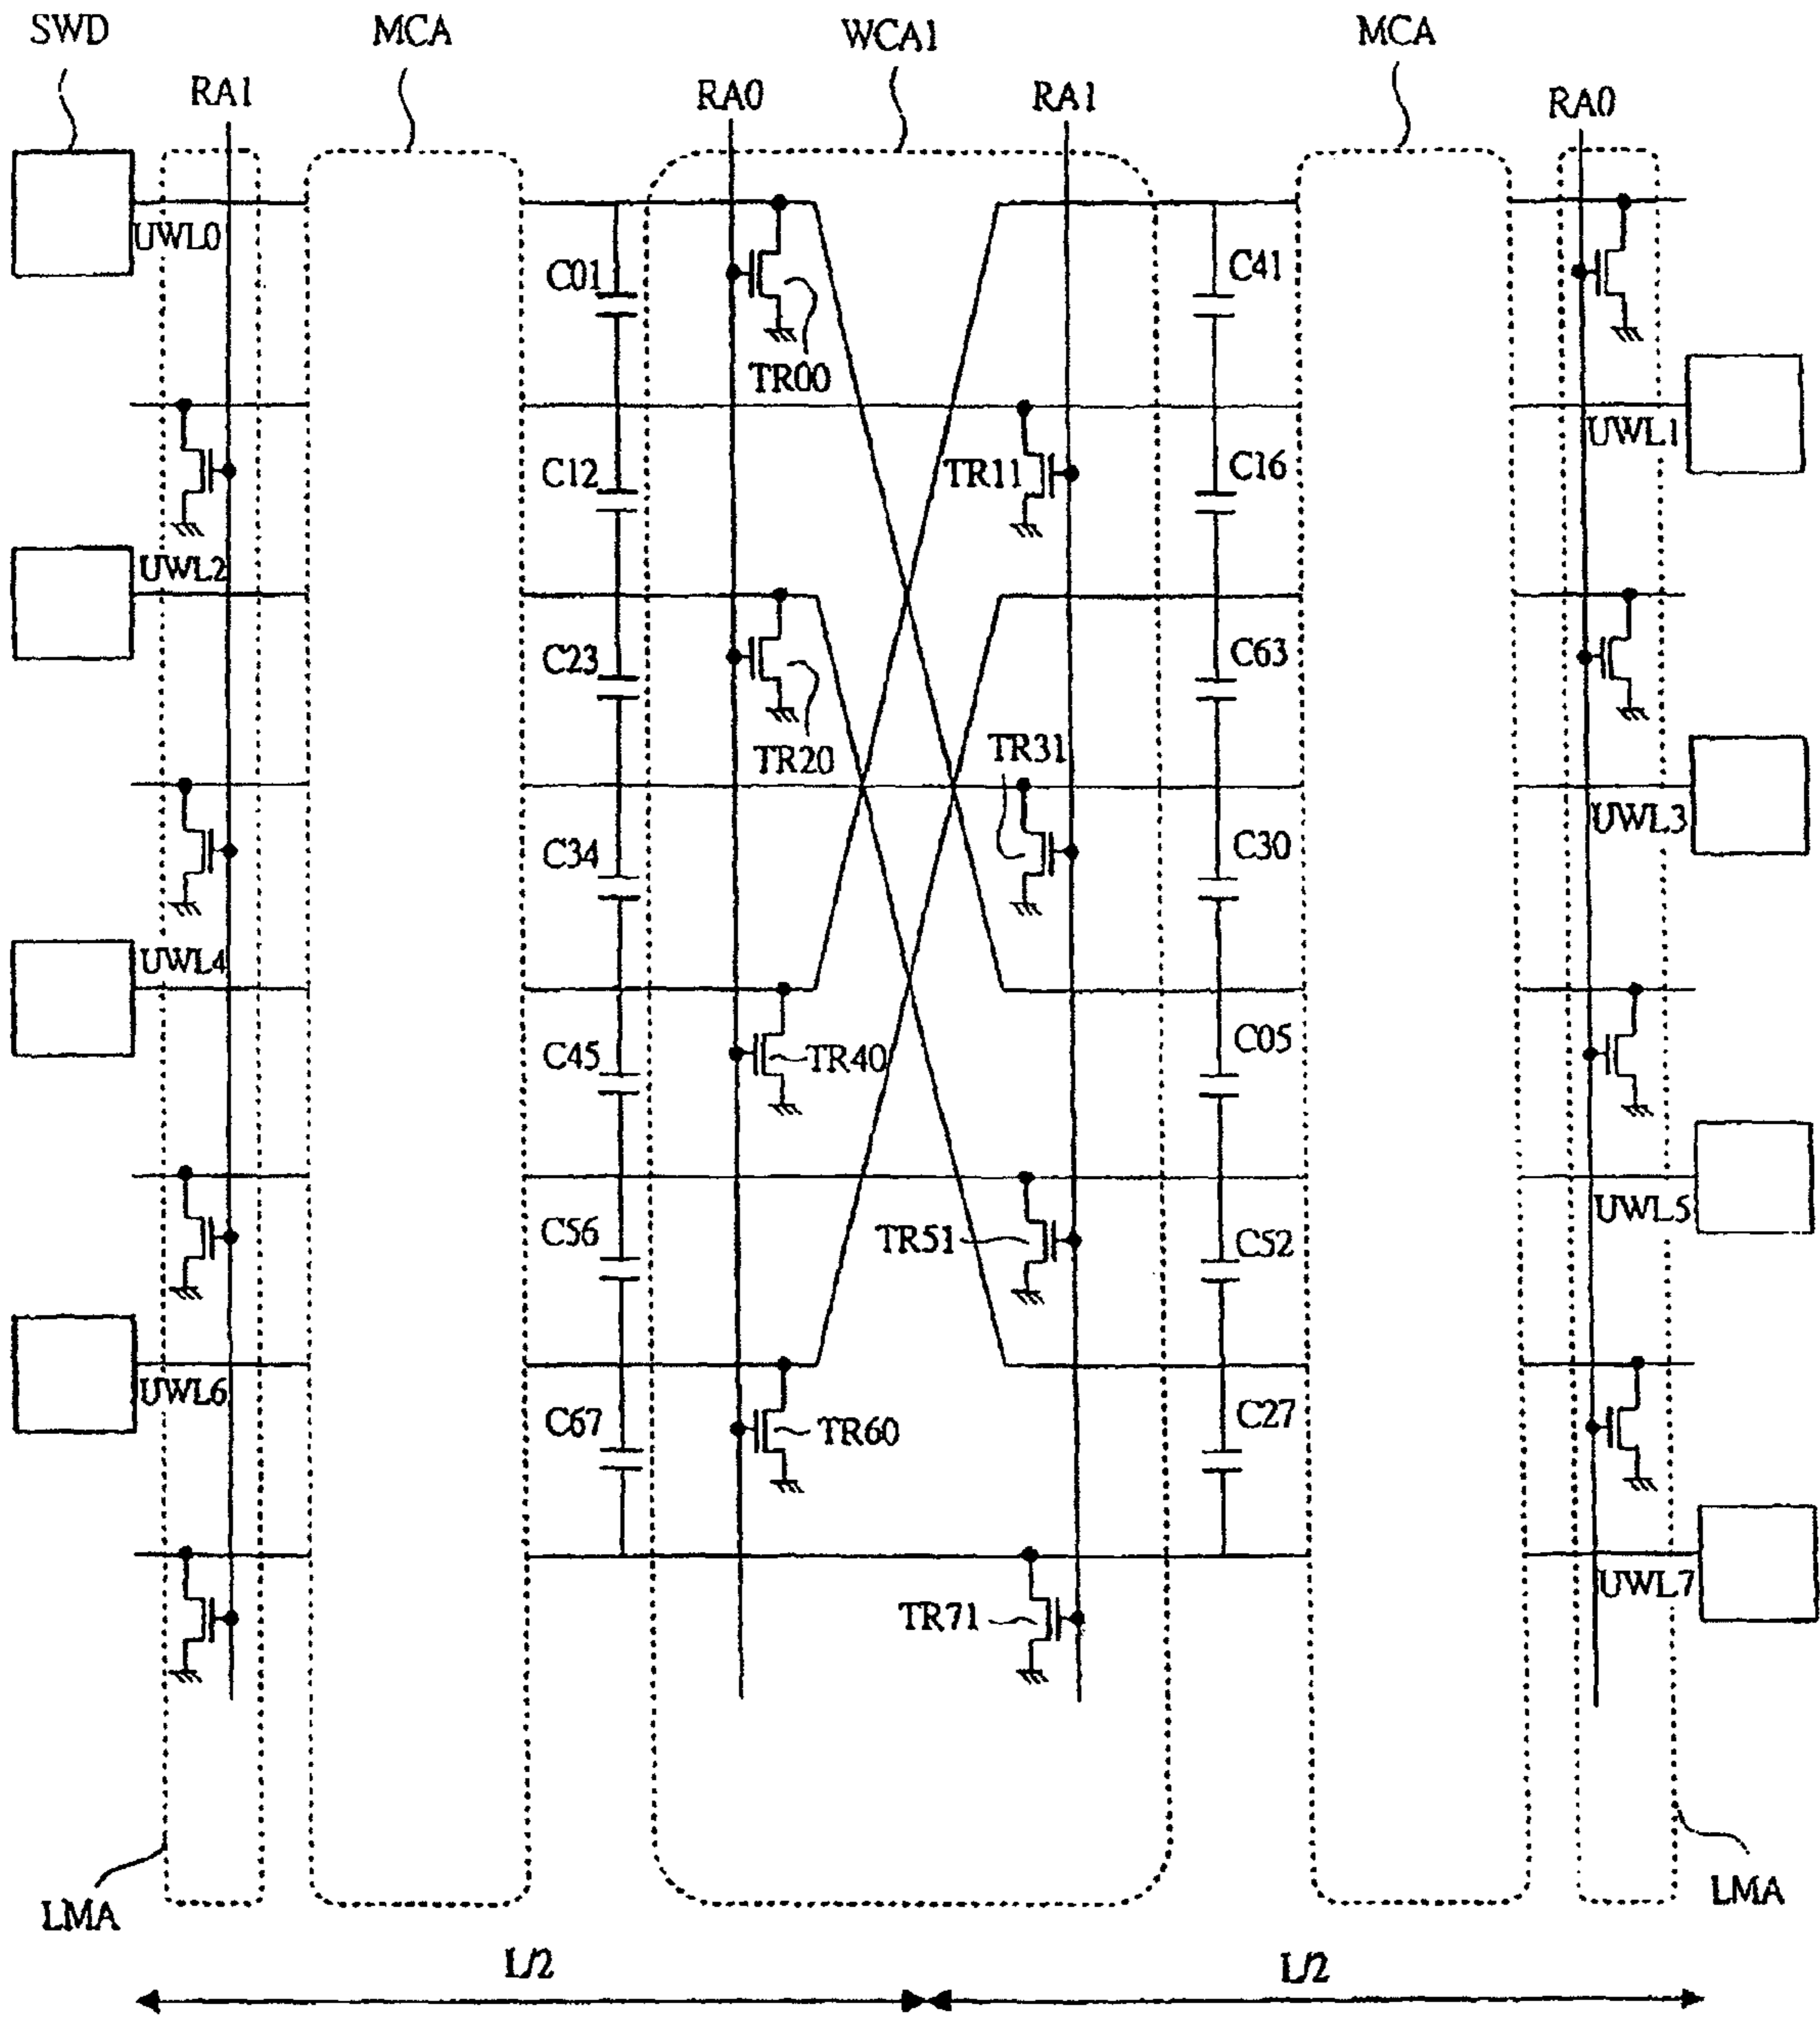 SWD
MCA
WCA1
MCA
RA1
RA0
RA1
RA0
UWL0
C01
C41
TR00
UWL1
C12
TR11
C16
UWL2
C23
C63
TR20
TR31
UWL3
C34
C30
UWL4
C45
TR40
C05
UWL5
C56
TR51
C52
UWL6
C67
TR60
C27
UWL7
TR71
LMA
LMA
L/2
L/2